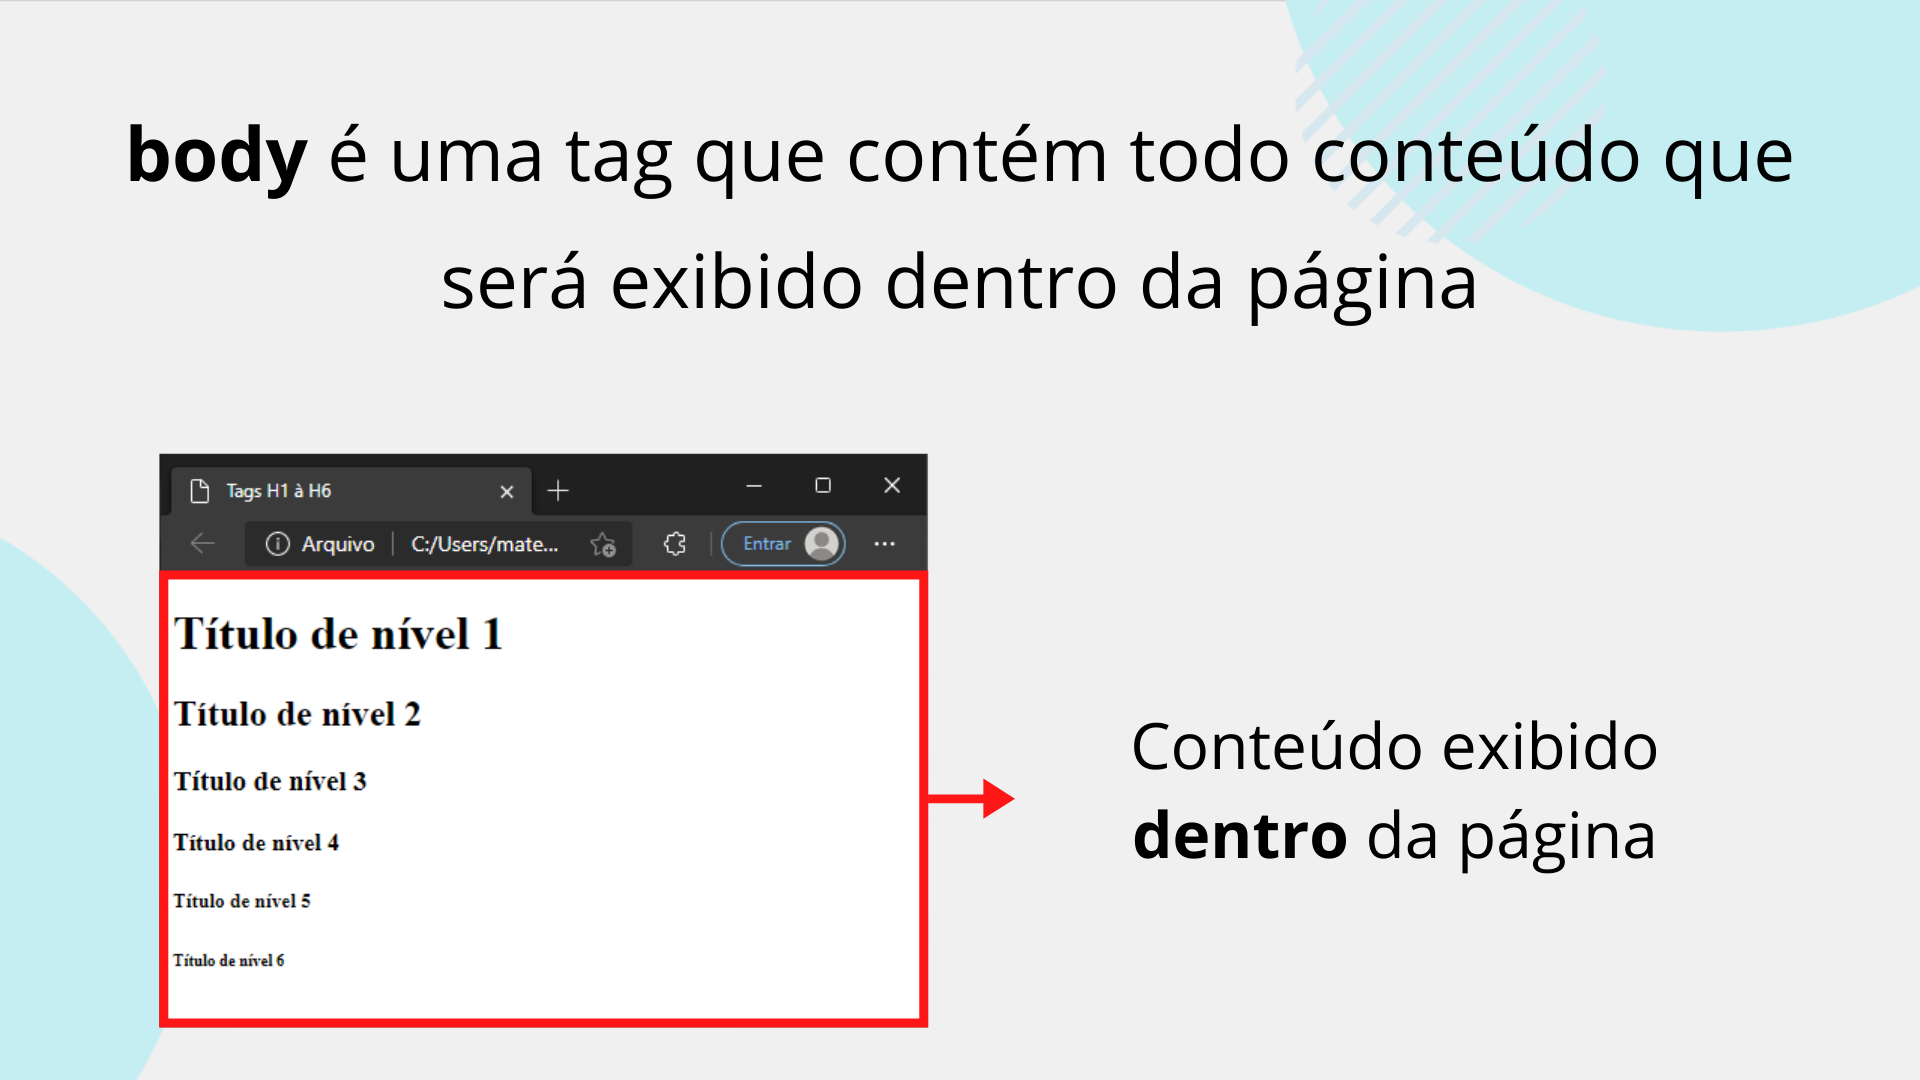 body é uma tag que contém todo conteúdo que
será exibido dentro da página
Tags H1 à H6
Arquivo C:/Users/mate... Entrar
Título de nível 1
Título de nível 2
Título de nível 3
Título de nível 4
Título de nível 5
Título de nível 6
Conteúdo exibido
dentro da página